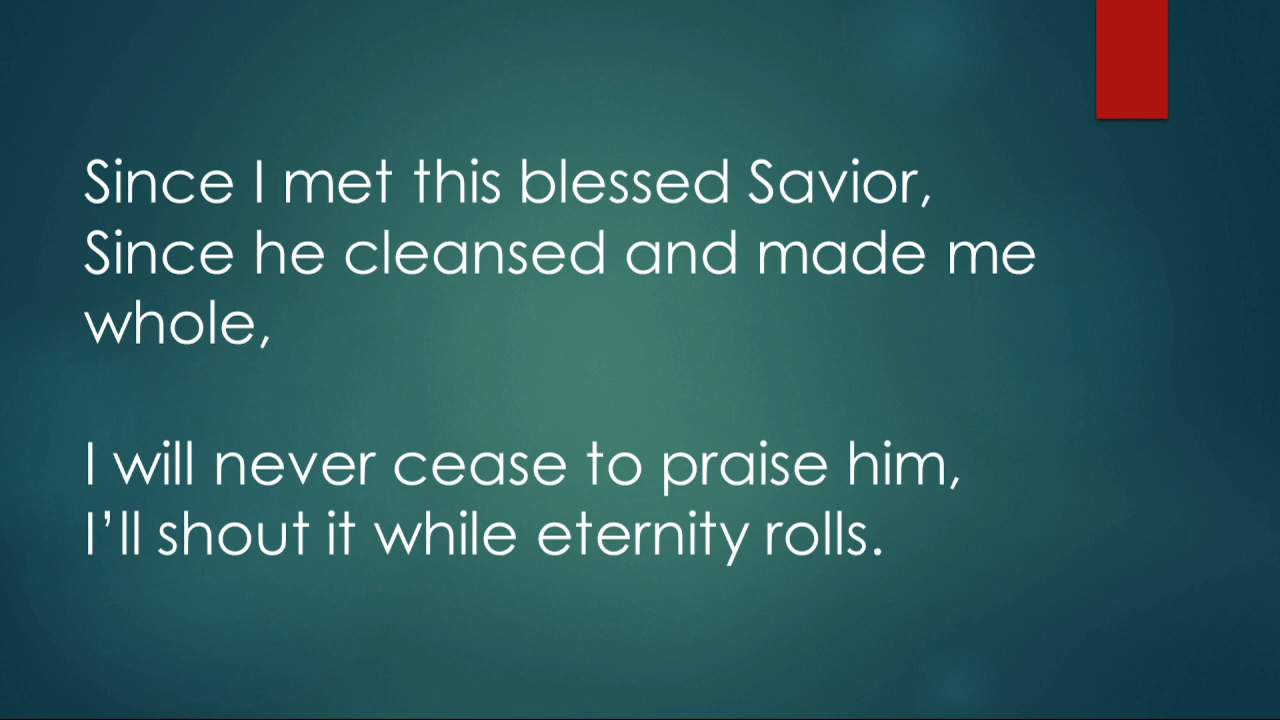 Since I met this blessed Savior,
Since he cleansed and made me
whole,
I will never cease to praise him,
I’ll shout it while eternity rolls.